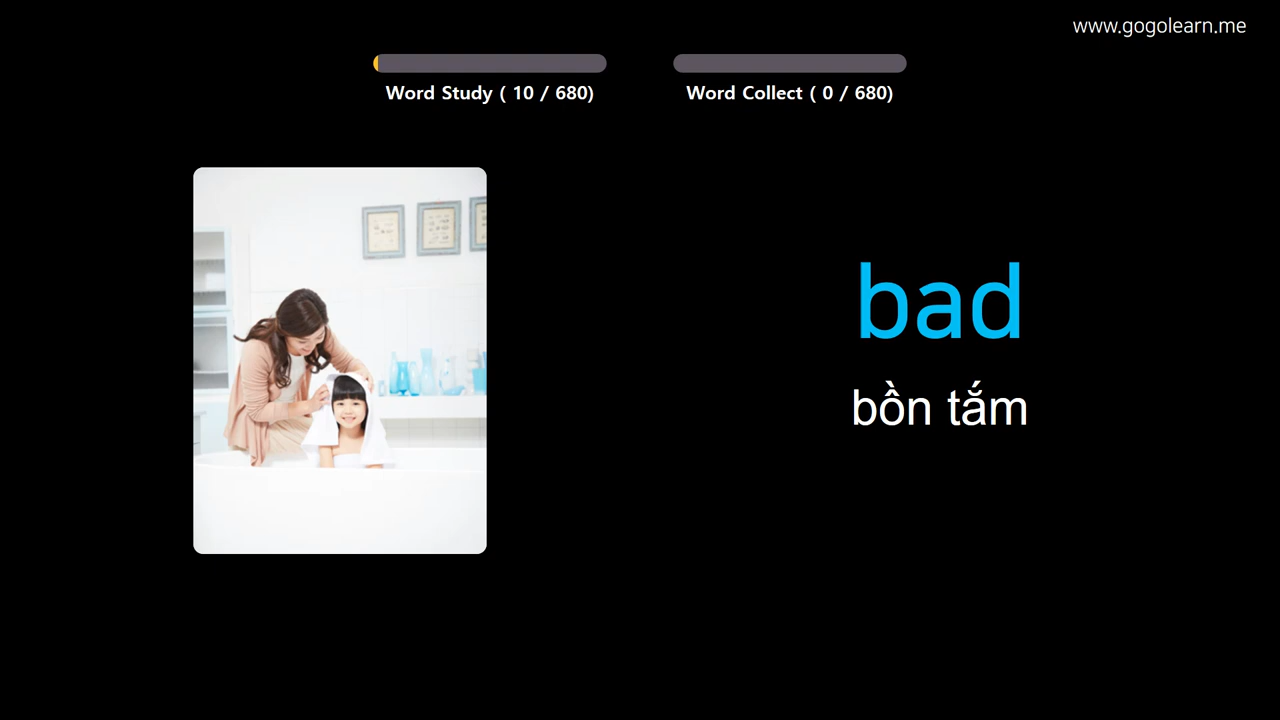 www.gogolearn.me
Word Study ( 10 / 680)
Word Collect ( 0 / 680)
bad
bồn tắm